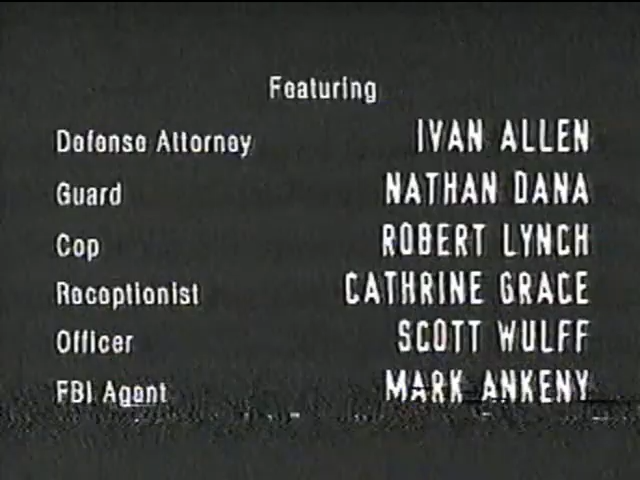 Featuring
Defense Attorney IVAN ALLEN
Guard NATHAN DANA
Cop ROBERT LYNCH
Receptionist CATHRINE GRACE
Officer SCOTT WULFF
FBI Agent MARK ANKENY